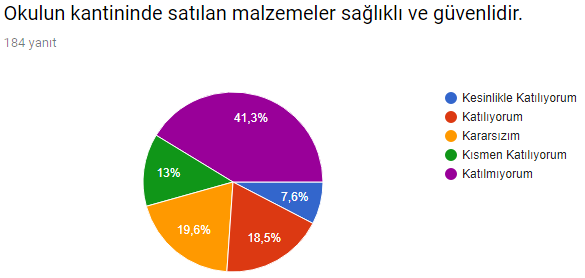 Okulun kantininde satılan malzemeler sağlıklı ve güvenlidir.
184 yanıt
41,3%
13%
19,6%
18,5%
7,6%
Kesinlikle Katılıyorum
Katılıyorum
Kararsızım
Kısmen Katılıyorum
Katılmıyorum